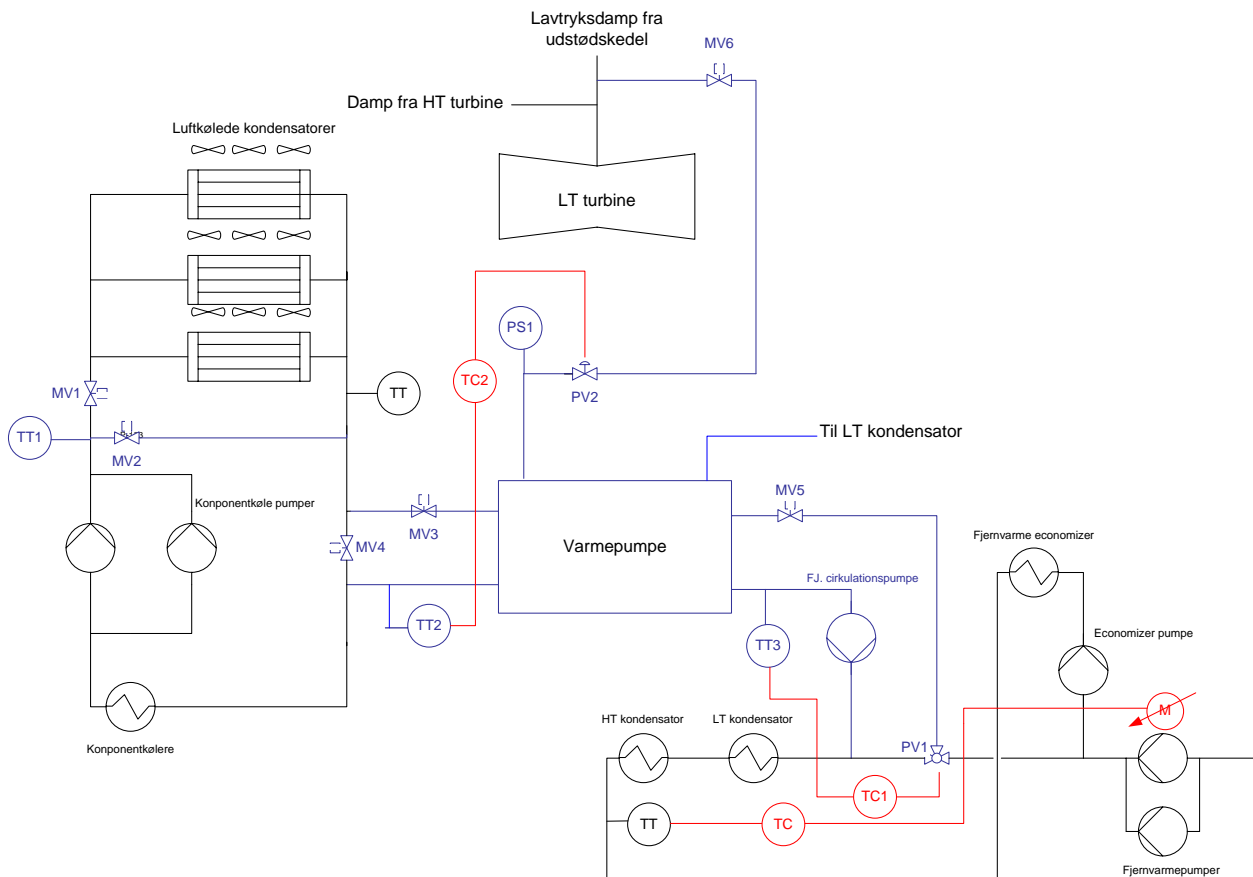 Lavtryksdamp fra
udstødskedel
MV6
Damp fra HT turbine
Luftkølede kondensatorer
LT turbine
PS1
TC2
MV1
TT
PV2
TT1
MV2
Til LT kondensator
Konponentkøle pumper
MV3
MV5
MV4
Varmepumpe
Fjernvarme economizer
FJ. cirkulationspumpe
TT2
TT3
Economizer pumpe
M
HT kondensator
LT kondensator
Konponentkølere
PV1
TC1
TT
TC
Fjernvarmepumper